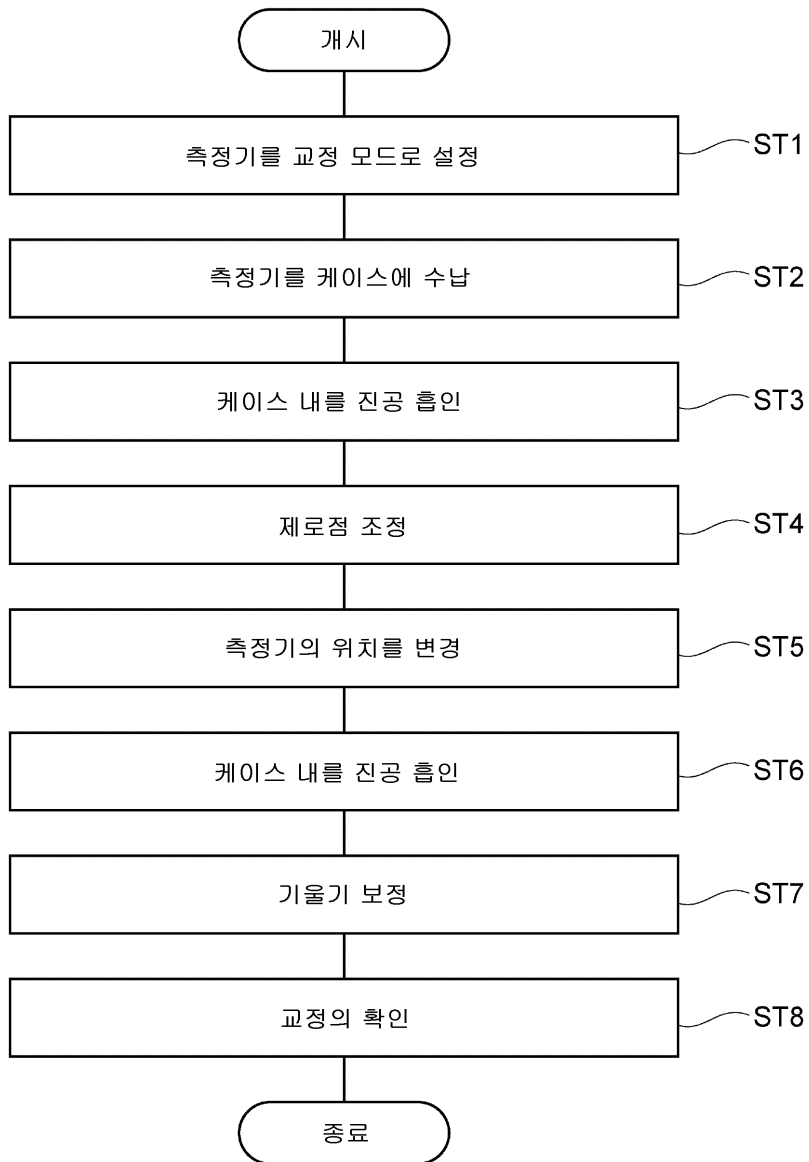 개시
측정기를 교정 모드로 설정 ST1
측정기를 케이스에 수납 ST2
케이스 내를 진공 흡인 ST3
제로점 조정 ST4
측정기의 위치를 변경 ST5
케이스 내를 진공 흡인 ST6
기울기 보정 ST7
교정의 확인 ST8
종료